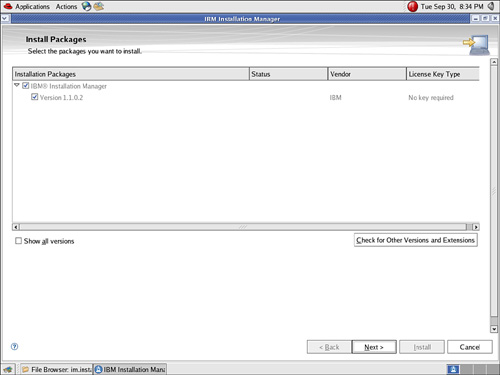 Applications Actions Tue Sep 30, 8:34 PM
IBM Installation Manager
Install Packages
Select the packages you want to install.
Installation Packages Status Vendor License Key Type
IBM® Installation Manager
Version 1.1.0.2 IBM No key required
Show all versions Check for Other Versions and Extensions
< Back Next > Install Cancel
File Browser: im.inst IBM Installation Mana